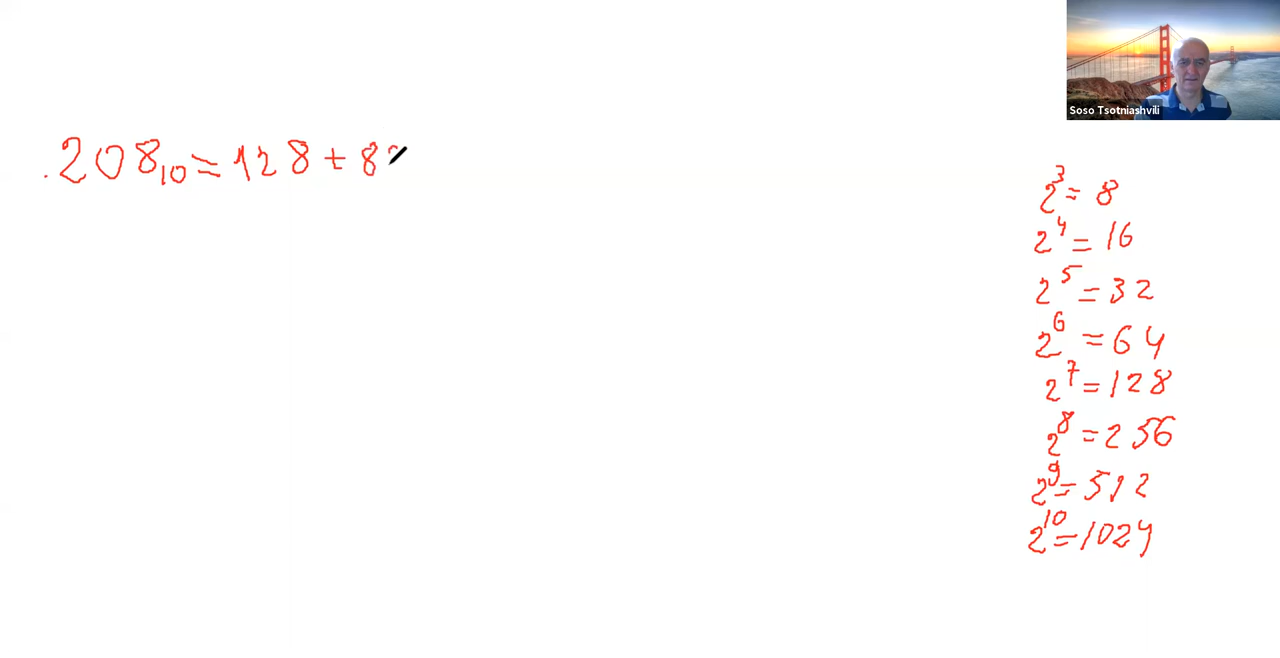 Soso Tsotniashvili
.208₁₀ = 128 + 8
2³ = 8
2⁴ = 16
2⁵ = 32
2⁶ = 64
2⁷ = 128
2⁸ = 256
2⁹ = 512
2¹⁰ = 1024